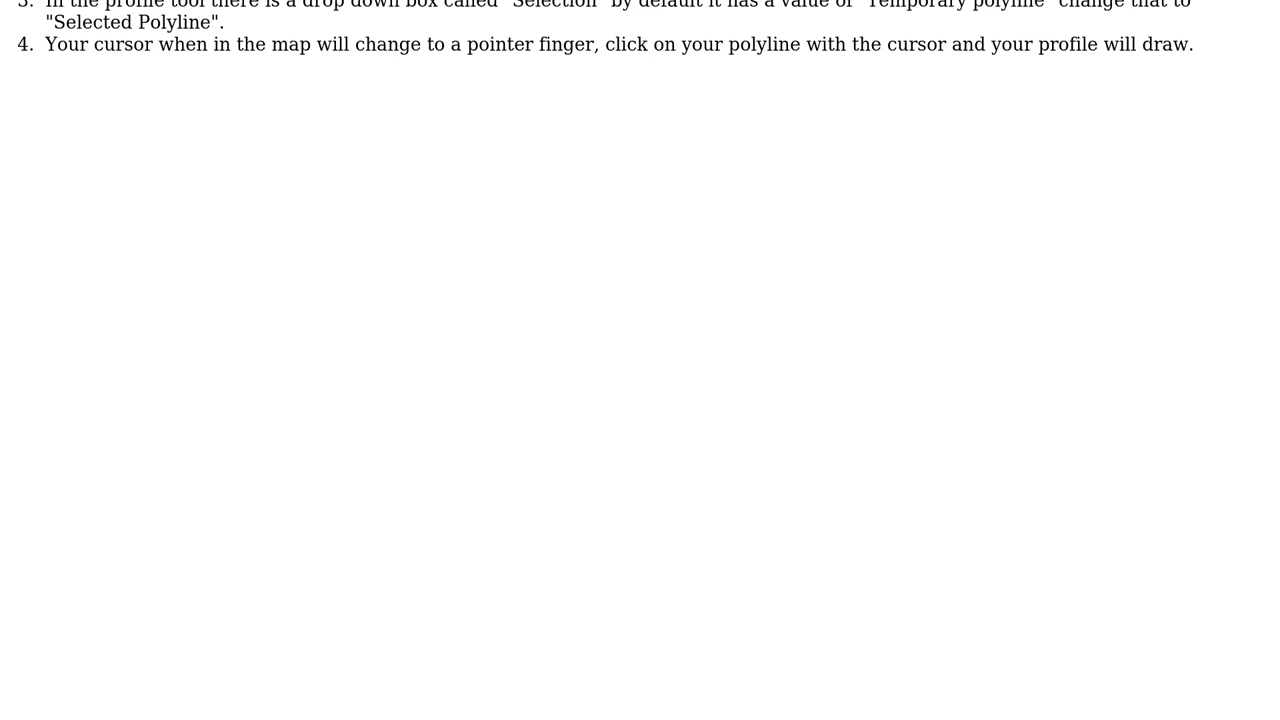 3. In the profile tool there is a drop down box called "Selection" by default it has a value of "Temporary polyline" change that to
"Selected Polyline".
4. Your cursor when in the map will change to a pointer finger, click on your polyline with the cursor and your profile will draw.